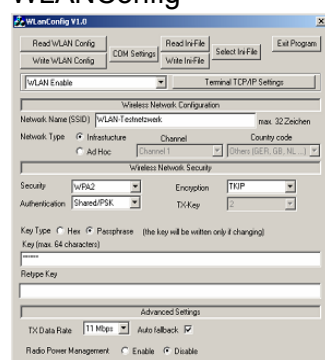 WLANConfig
WLanConfig V1.0
Read WLAN Config COM Settings Read Ini-File Select Ini-File Exit Program
Write WLAN Config Write Ini-File
WLAN Enable Terminal TCP/IP Settings
Wireless Network Configuration
Network Name (SSID) WLAN-Testnetzwerk max. 32 Zeichen
Network Type Infrastucture Channel Country code
Ad Hoc Channel 1 Others (GER, GB, NL ...)
Wireless Network Security
Security WPA2 Encryption TKIP
Authentication Shared/PSK TX-Key 2
Key Type Hex Passphrase (the key will be written only if changing)
Key (max. 64 characters)
Retype Key
Advanced Settings
TX Data Rate 11 Mbps Auto fallback
Radio Power Management Enable Disable